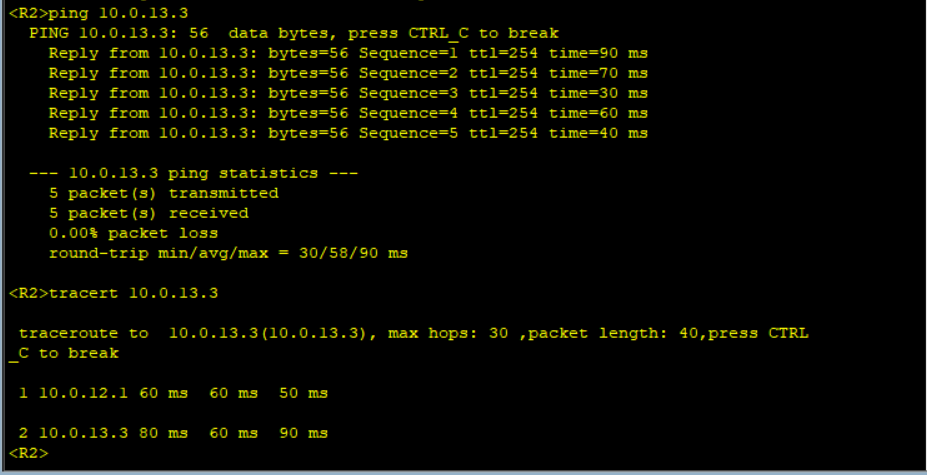 <R2>ping 10.0.13.3
PING 10.0.13.3: 56 data bytes, press CTRL_C to break
Reply from 10.0.13.3: bytes=56 Sequence=1 ttl=254 time=90 ms
Reply from 10.0.13.3: bytes=56 Sequence=2 ttl=254 time=70 ms
Reply from 10.0.13.3: bytes=56 Sequence=3 ttl=254 time=30 ms
Reply from 10.0.13.3: bytes=56 Sequence=4 ttl=254 time=60 ms
Reply from 10.0.13.3: bytes=56 Sequence=5 ttl=254 time=40 ms
--- 10.0.13.3 ping statistics ---
5 packet(s) transmitted
5 packet(s) received
0.00% packet loss
round-trip min/avg/max = 30/58/90 ms
<R2>tracert 10.0.13.3
traceroute to 10.0.13.3(10.0.13.3), max hops: 30 ,packet length: 40,press CTRL
_C to break
1 10.0.12.1 60 ms 60 ms 50 ms
2 10.0.13.3 80 ms 60 ms 90 ms
<R2>